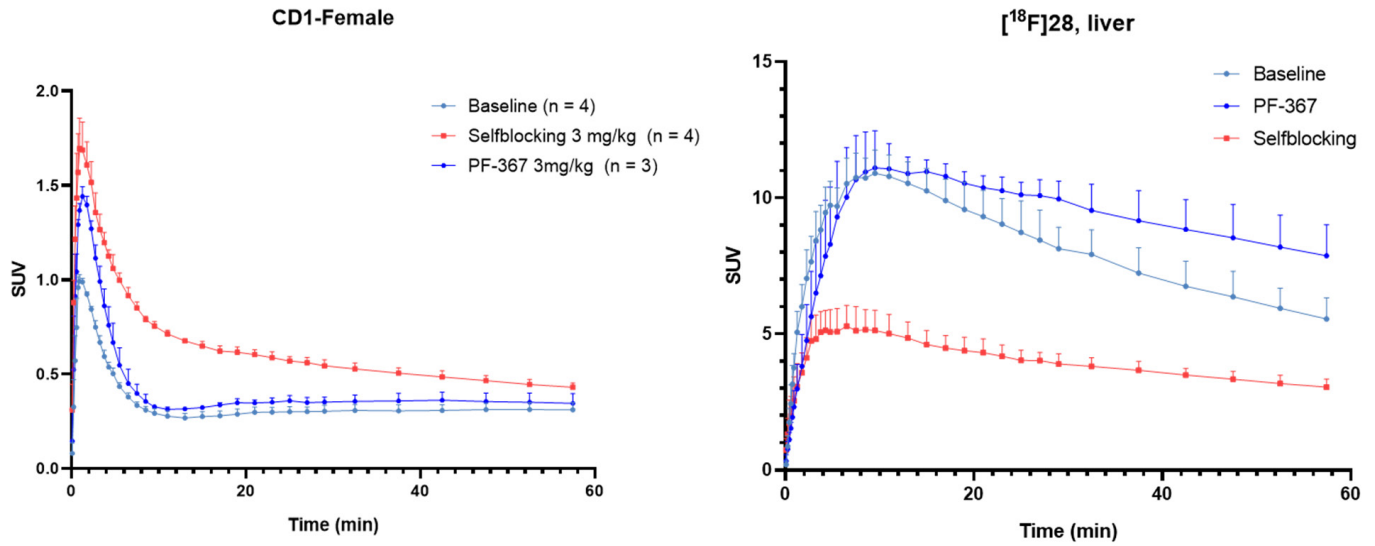 CD1-Female
SUV
2.0
1.5
1.0
0.5
0.0
0
20
40
60
Time (min)
Baseline (n = 4)
Selfblocking 3 mg/kg (n = 4)
PF-367 3mg/kg (n = 3)
[¹⁸F]28, liver
SUV
15
10
5
0
0
20
40
60
Time (min)
Baseline
PF-367
Selfblocking